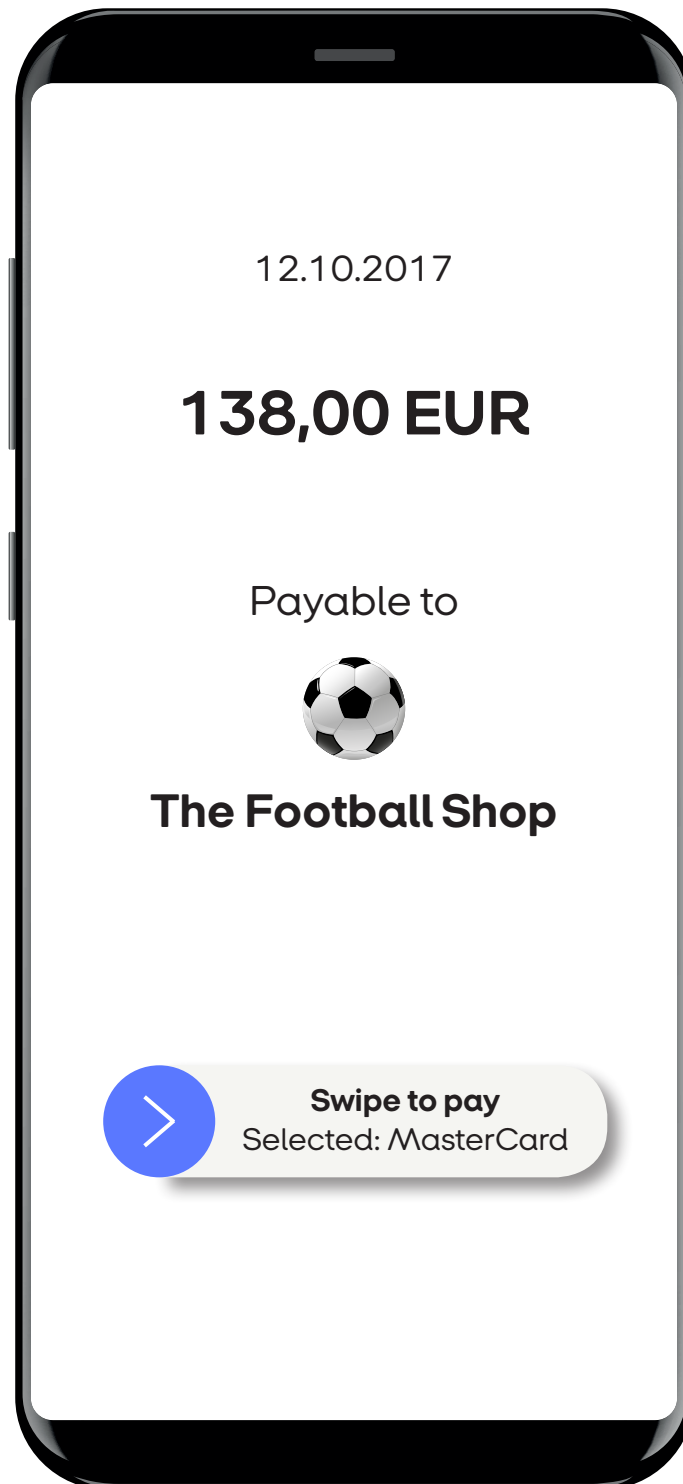 12.10.2017
138,00 EUR
Payable to
The Football Shop
Swipe to pay
Selected: MasterCard